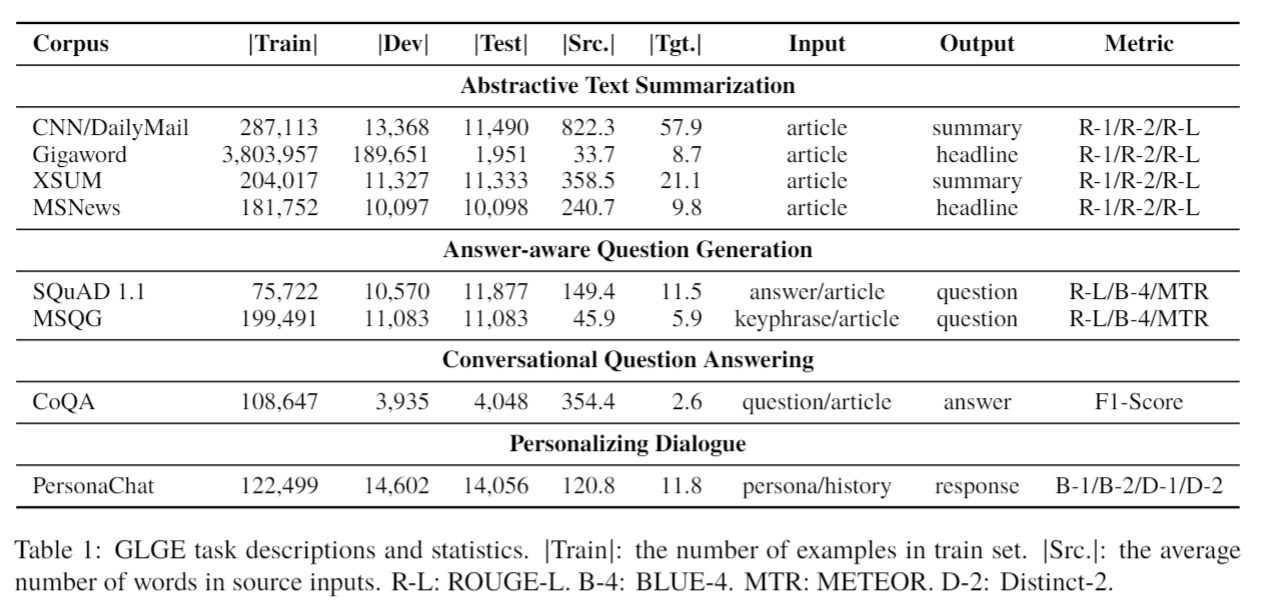 Corpus |Train| |Dev| |Test| |Src.| |Tgt.| Input Output Metric
Abstractive Text Summarization
CNN/DailyMail 287,113 13,368 11,490 822.3 57.9 article summary R-1/R-2/R-L
Gigaword 3,803,957 189,651 1,951 33.7 8.7 article headline R-1/R-2/R-L
XSUM 204,017 11,327 11,333 358.5 21.1 article summary R-1/R-2/R-L
MSNews 181,752 10,097 10,098 240.7 9.8 article headline R-1/R-2/R-L
Answer-aware Question Generation
SQuAD 1.1 75,722 10,570 11,877 149.4 11.5 answer/article question R-L/B-4/MTR
MSQG 199,491 11,083 11,083 45.9 5.9 keyphrase/article question R-L/B-4/MTR
Conversational Question Answering
CoQA 108,647 3,935 4,048 354.4 2.6 question/article answer F1-Score
Personalizing Dialogue
PersonaChat 122,499 14,602 14,056 120.8 11.8 persona/history response B-1/B-2/D-1/D-2
Table 1: GLGE task descriptions and statistics. |Train|: the number of examples in train set. |Src.|: the average
number of words in source inputs. R-L: ROUGE-L. B-4: BLUE-4. MTR: METEOR. D-2: Distinct-2.